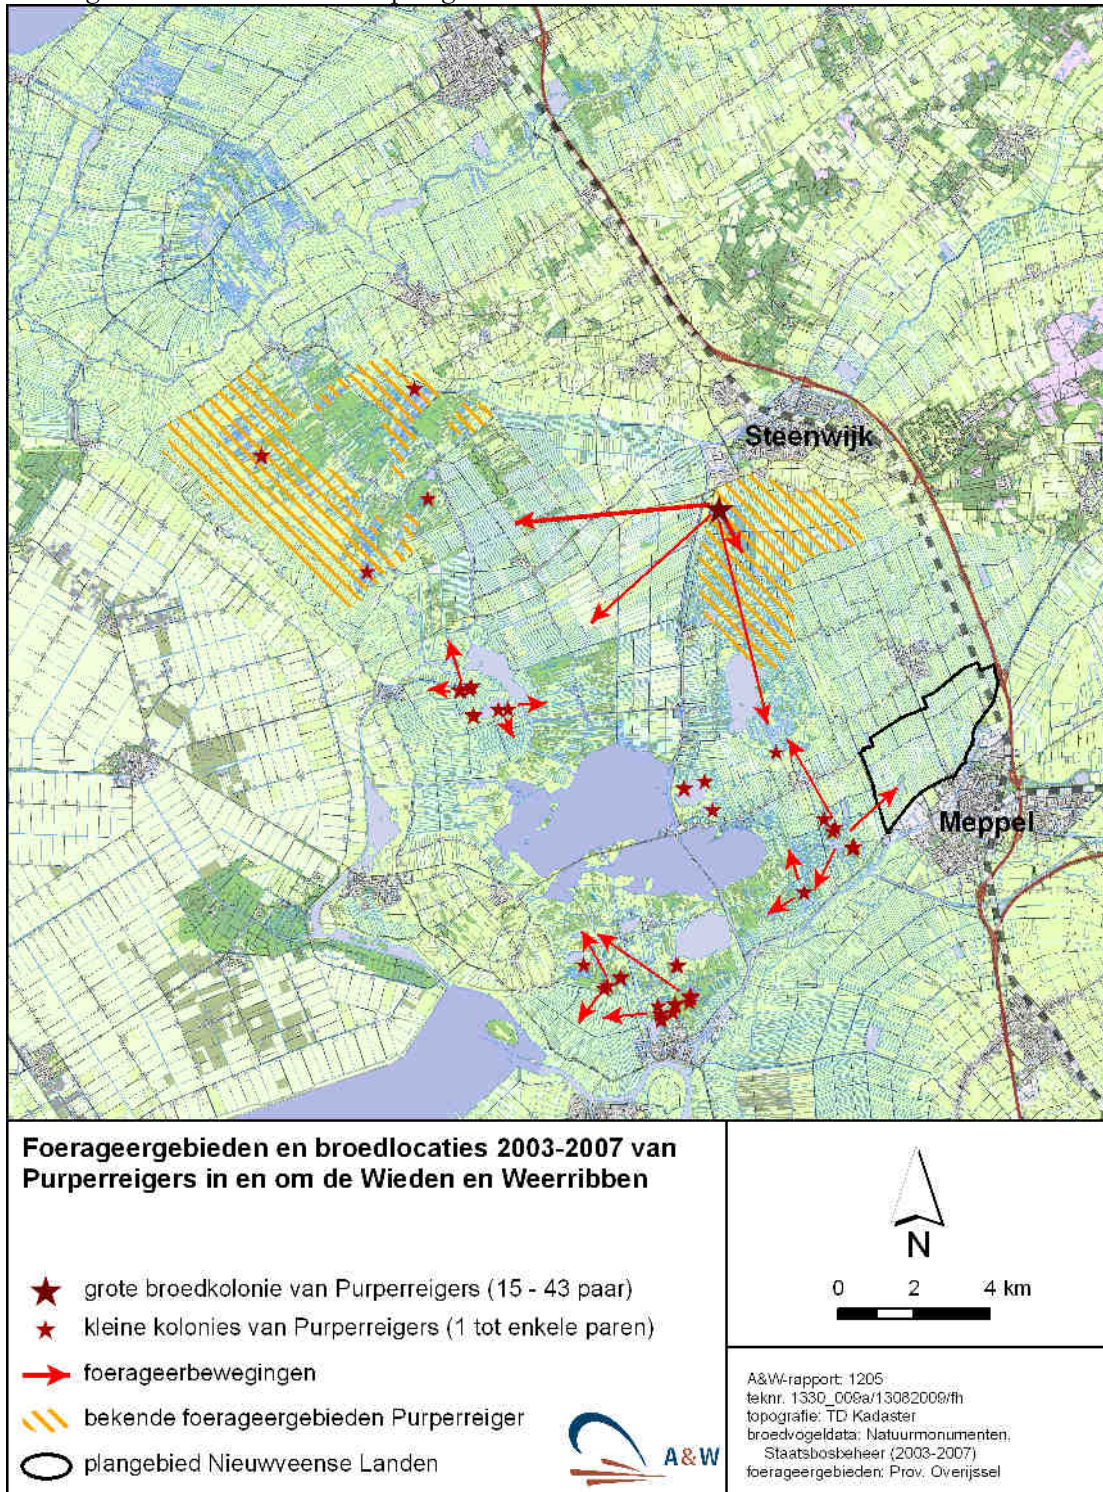 Steenwijk
Meppel
Foerageergebieden en broedlocaties 2003-2007 van
Purperreigers in en om de Wieden en Weerribben
grote broedkolonie van Purperreigers (15 - 43 paar)
kleine kolonies van Purperreigers (1 tot enkele paren)
foerageerbewegingen
bekende foerageergebieden Purperreiger
plangebied Nieuwveense Landen
A&W
N
0 2 4 km
A&W-rapport: 1205
teknr. 1330_009a/13082009/fh
topografie: TD Kadaster
broedvogeldata: Natuurmonumenten,
Staatsbosbeheer (2003-2007)
foerageergebieden: Prov. Overijssel